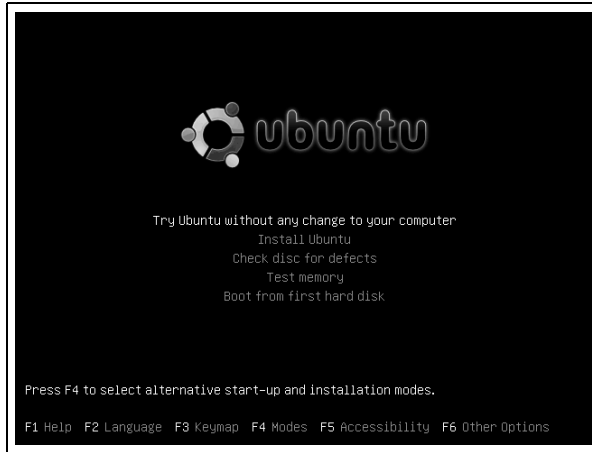 ubuntu
Try Ubuntu without any change to your computer
Install Ubuntu
Check disc for defects
Test memory
Boot from first hard disk
Press F4 to select alternative start-up and installation modes.
F1 Help F2 Language F3 Keymap F4 Modes F5 Accessibility F6 Other Options